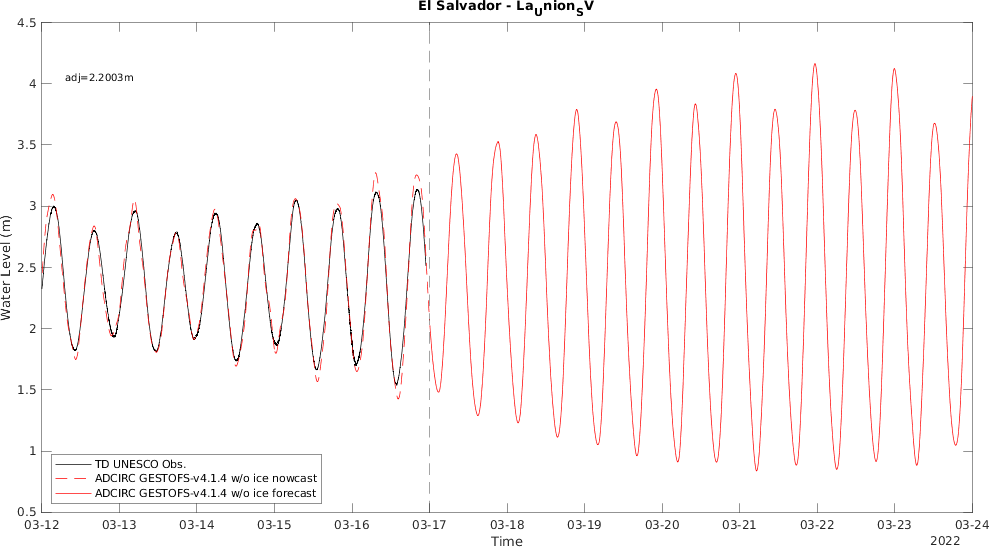 El Salvador - LaUnionSV
4.5
4
3.5
3
2.5
2
1.5
1
0.5
Water Level (m)
adj=2.2003m
TD UNESCO Obs.
ADCIRC GESTOFS-v4.1.4 w/o ice nowcast
ADCIRC GESTOFS-v4.1.4 w/o ice forecast
03-12 03-13 03-14 03-15 03-16 03-17 03-18 03-19 03-20 03-21 03-22 03-23 03-24
Time
2022